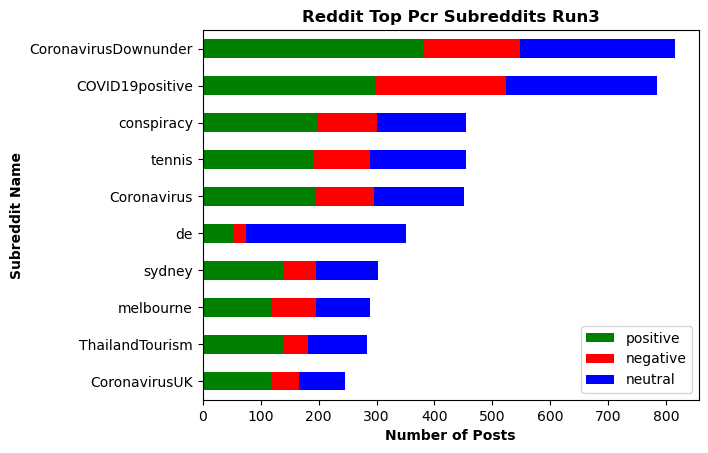 Reddit Top Pcr Subreddits Run3
CoronavirusDownunder
COVID19positive
conspiracy
tennis
Coronavirus
de
sydney
melbourne
ThailandTourism
CoronavirusUK
Subreddit Name
positive
negative
neutral
0 100 200 300 400 500 600 700 800
Number of Posts